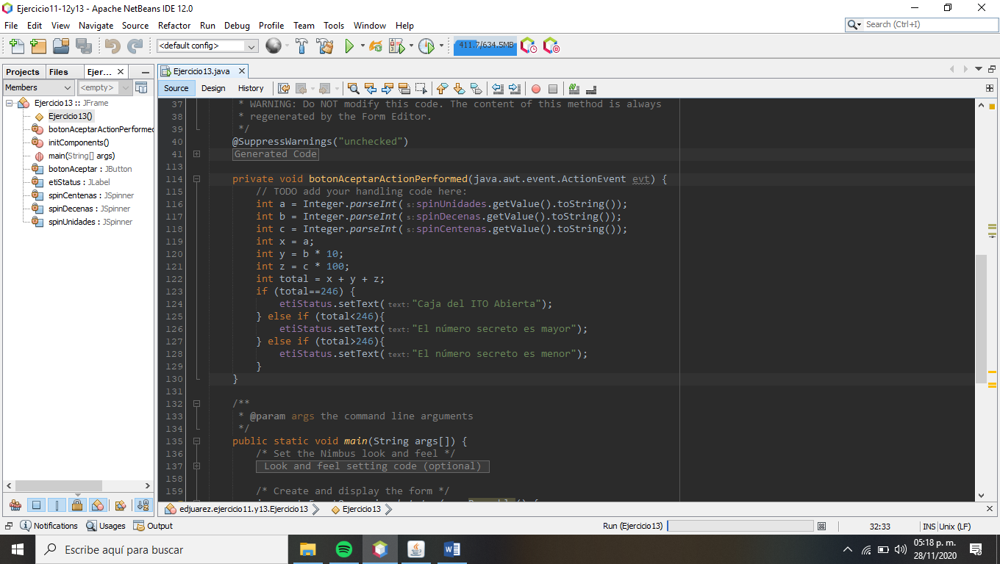 Ejercicio11-12y13 - Apache NetBeans IDE 12.0
File Edit View Navigate Source Refactor Run Debug Profile Team Tools Window Help
Search (Ctrl+I)
<default config>
411.7/634.5MB
Projects Files Ejer...
Members <empty>
Ejercicio13 :: JFrame
Ejercicio13()
botonAceptarActionPerformed
initComponents()
main(String[] args)
botonAceptar : JButton
etiStatus : JLabel
spinCentenas : JSpinner
spinDecenas : JSpinner
spinUnidades : JSpinner
Ejercicio13.java
Source Design History
37 * WARNING: Do NOT modify this code. The content of this method is always
38 * regenerated by the Form Editor.
39 */
40 @SuppressWarnings("unchecked")
41 Generated Code
113
114 private void botonAceptarActionPerformed(java.awt.event.ActionEvent evt) {
115 // TODO add your handling code here:
116 int a = Integer.parseInt( s: spinUnidades.getValue().toString());
117 int b = Integer.parseInt( s: spinDecenas.getValue().toString());
118 int c = Integer.parseInt( s: spinCentenas.getValue().toString());
119 int x = a;
120 int y = b * 10;
121 int z = c * 100;
122 int total = x + y + z;
123 if (total==246) {
124 etiStatus.setText( text: "Caja del ITO Abierta");
125 } else if (total<246){
126 etiStatus.setText( text: "El número secreto es mayor");
127 } else if (total>246){
128 etiStatus.setText( text: "El número secreto es menor");
129 }
130 }
131
132 /**
133 * @param args the command line arguments
134 */
135 public static void main(String args[]) {
136 /* Set the Nimbus look and feel */
137 Look and feel setting code (optional)
158
159 /* Create and display the form */
edjuarez.ejercicio11.y13.Ejercicio13 Ejercicio13
Notifications Usages Output
Run (Ejercicio13)
32:33 INS Unix (LF)
Escribe aquí para buscar
05:18 p. m.
28/11/2020